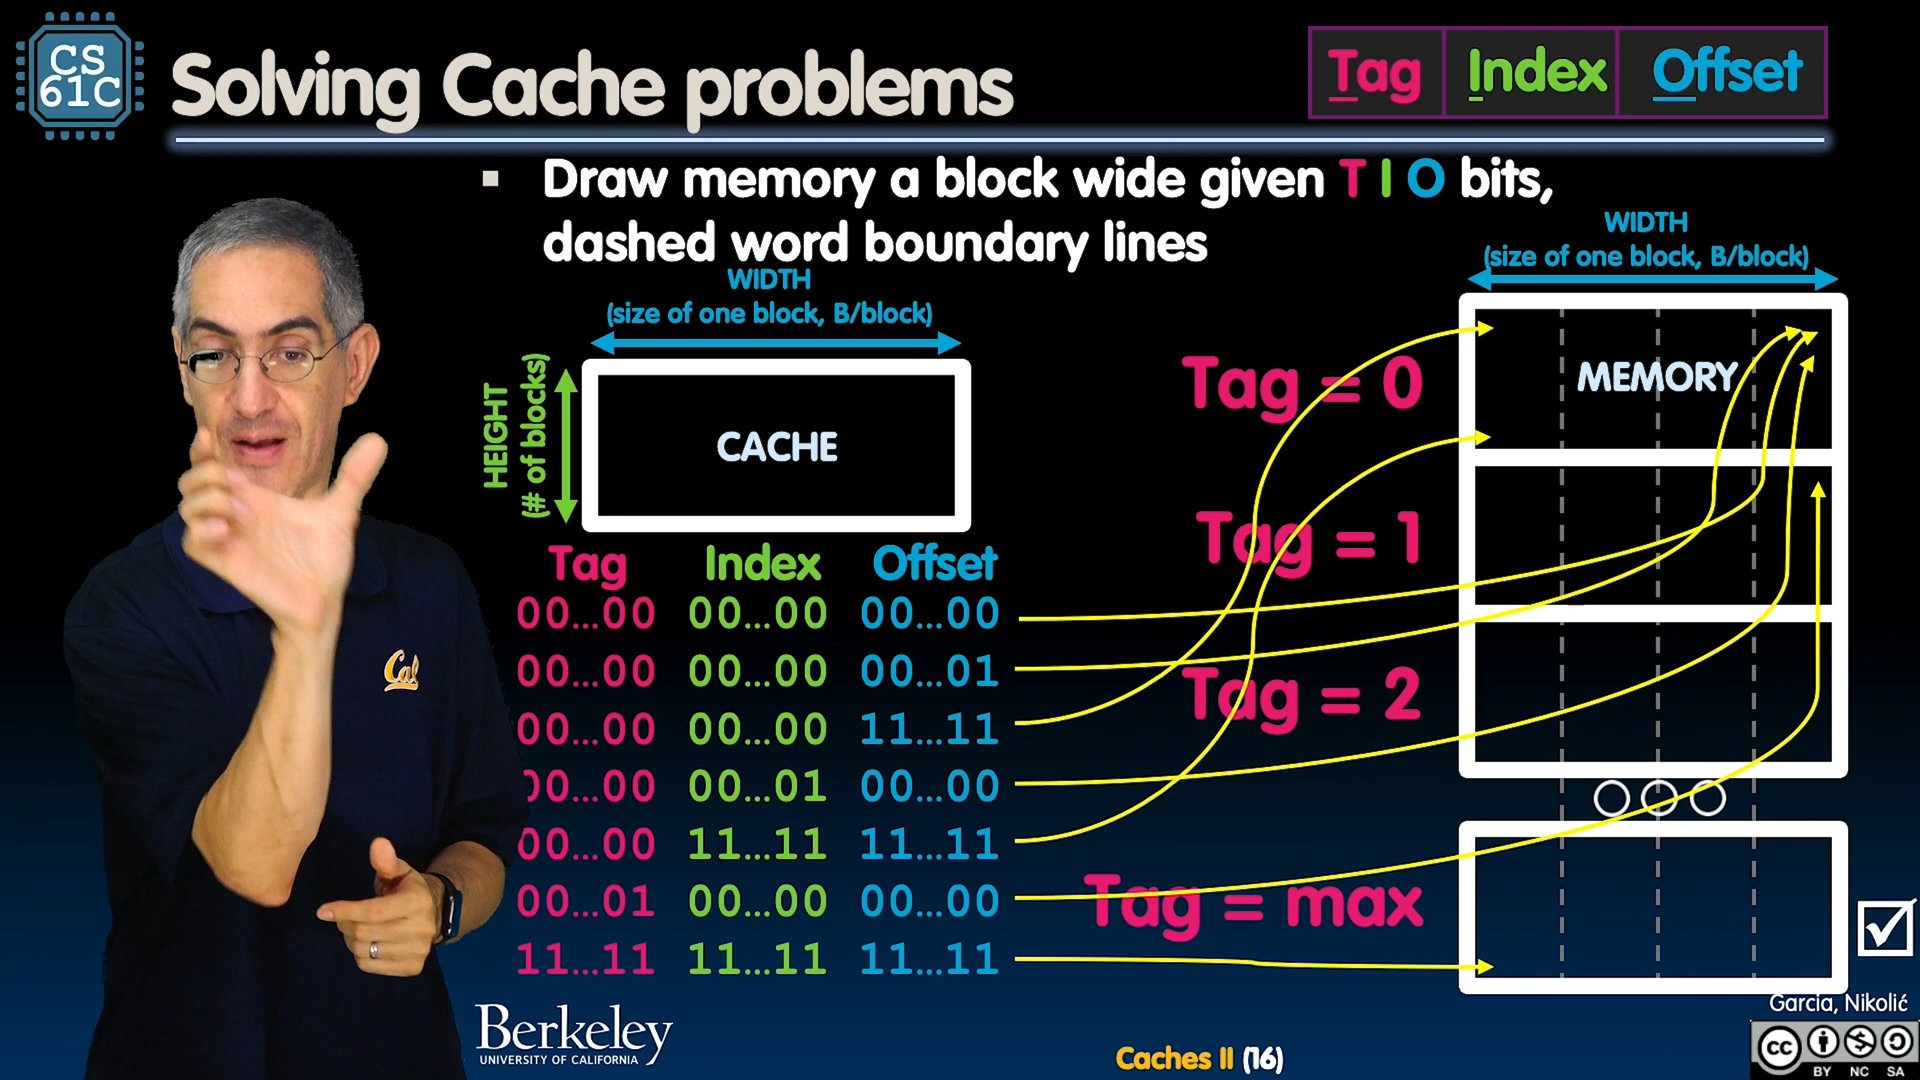 CS
61C
Solving Cache problems
Tag Index Offset
Draw memory a block wide given T I O bits,
dashed word boundary lines
WIDTH
(size of one block, B/block)
WIDTH
(size of one block, B/block)
HEIGHT
(# of blocks)
CACHE
MEMORY
Tag = 0
Tag = 1
Tag = 2
Tag = max
Tag Index Offset
00...00 00...00 00...00
00...00 00...00 00...01
00...00 00...00 11...11
00...00 00...01 00...00
00...00 11...11 11...11
00...01 00...00 00...00
11...11 11...11 11...11
Cal
Berkeley
UNIVERSITY OF CALIFORNIA
Caches II (16)
Garcia, Nikolić
cc
BY NC SA